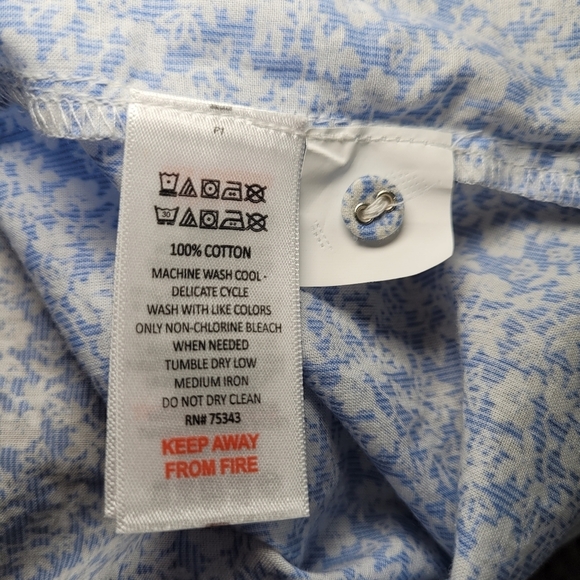 P1
30
100% COTTON
MACHINE WASH COOL -
DELICATE CYCLE
WASH WITH LIKE COLORS
ONLY NON-CHLORINE BLEACH
WHEN NEEDED
TUMBLE DRY LOW
MEDIUM IRON
DO NOT DRY CLEAN
RN# 75343
KEEP AWAY
FROM FIRE